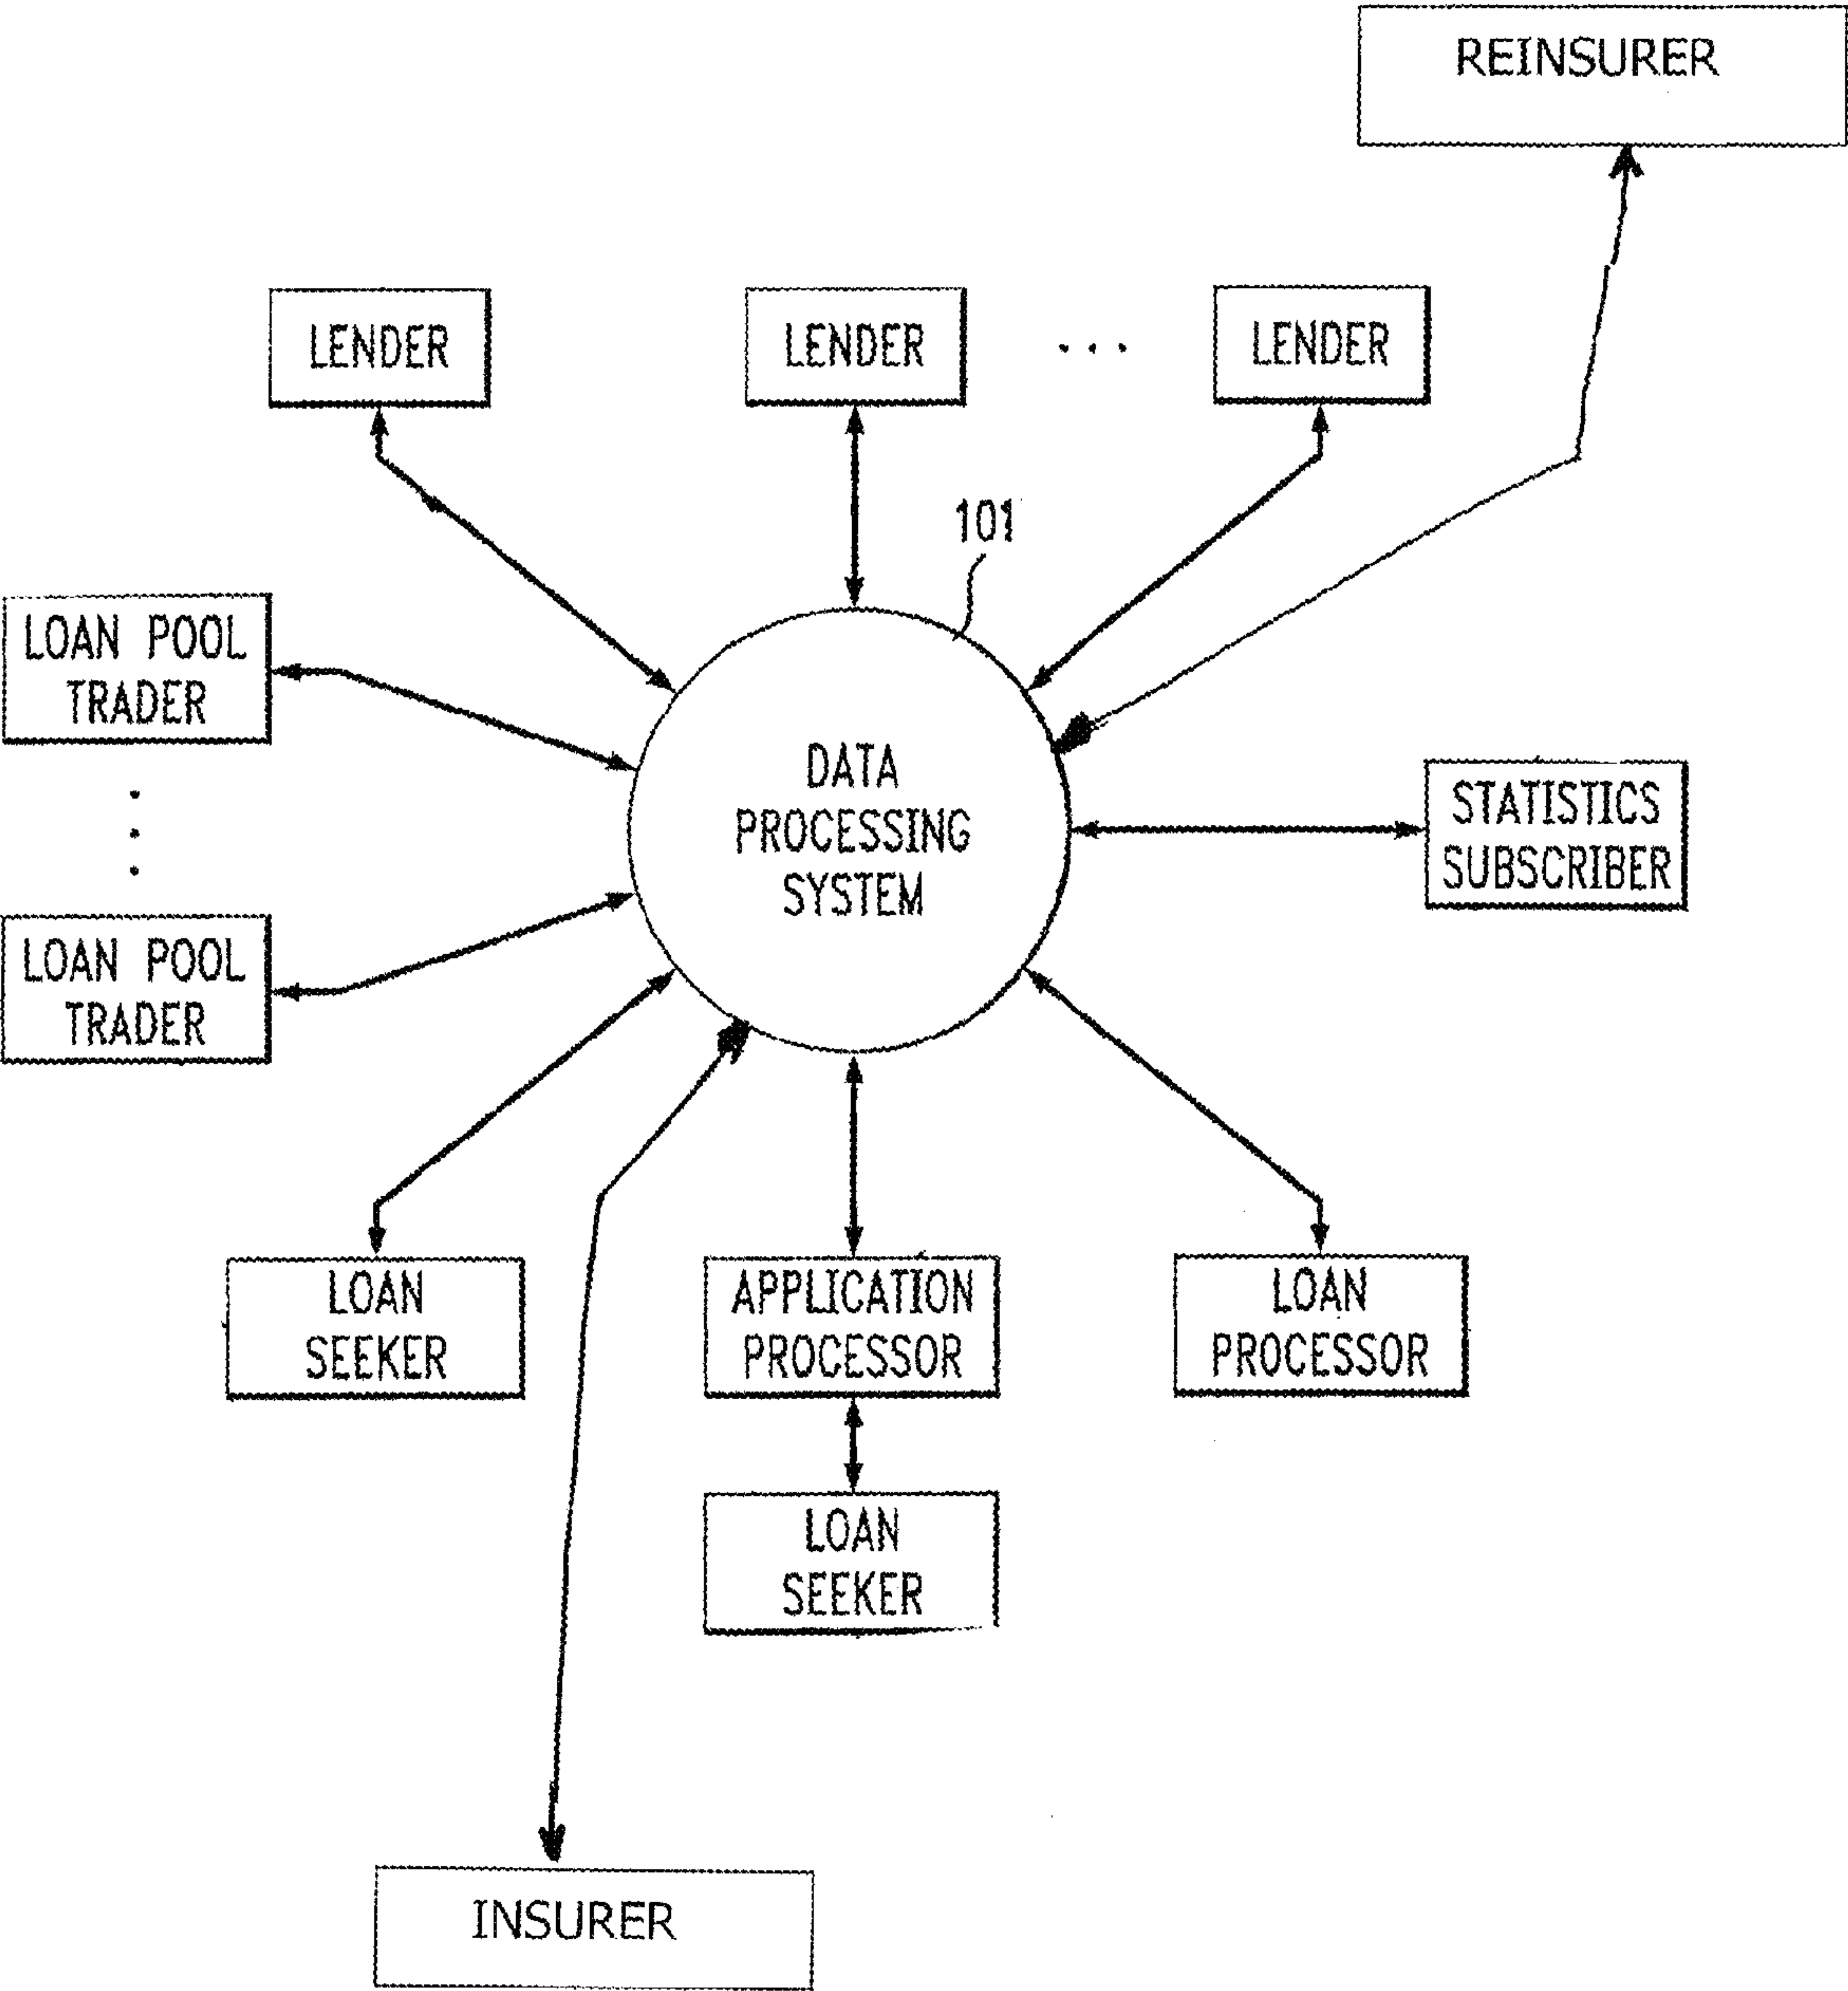 REINSURER
LENDER
LENDER
. . .
LENDER
101
LOAN POOL
TRADER
DATA
PROCESSING
SYSTEM
STATISTICS
SUBSCRIBER
LOAN POOL
TRADER
LOAN
SEEKER
APPLICATION
PROCESSOR
LOAN
PROCESSOR
LOAN
SEEKER
INSURER